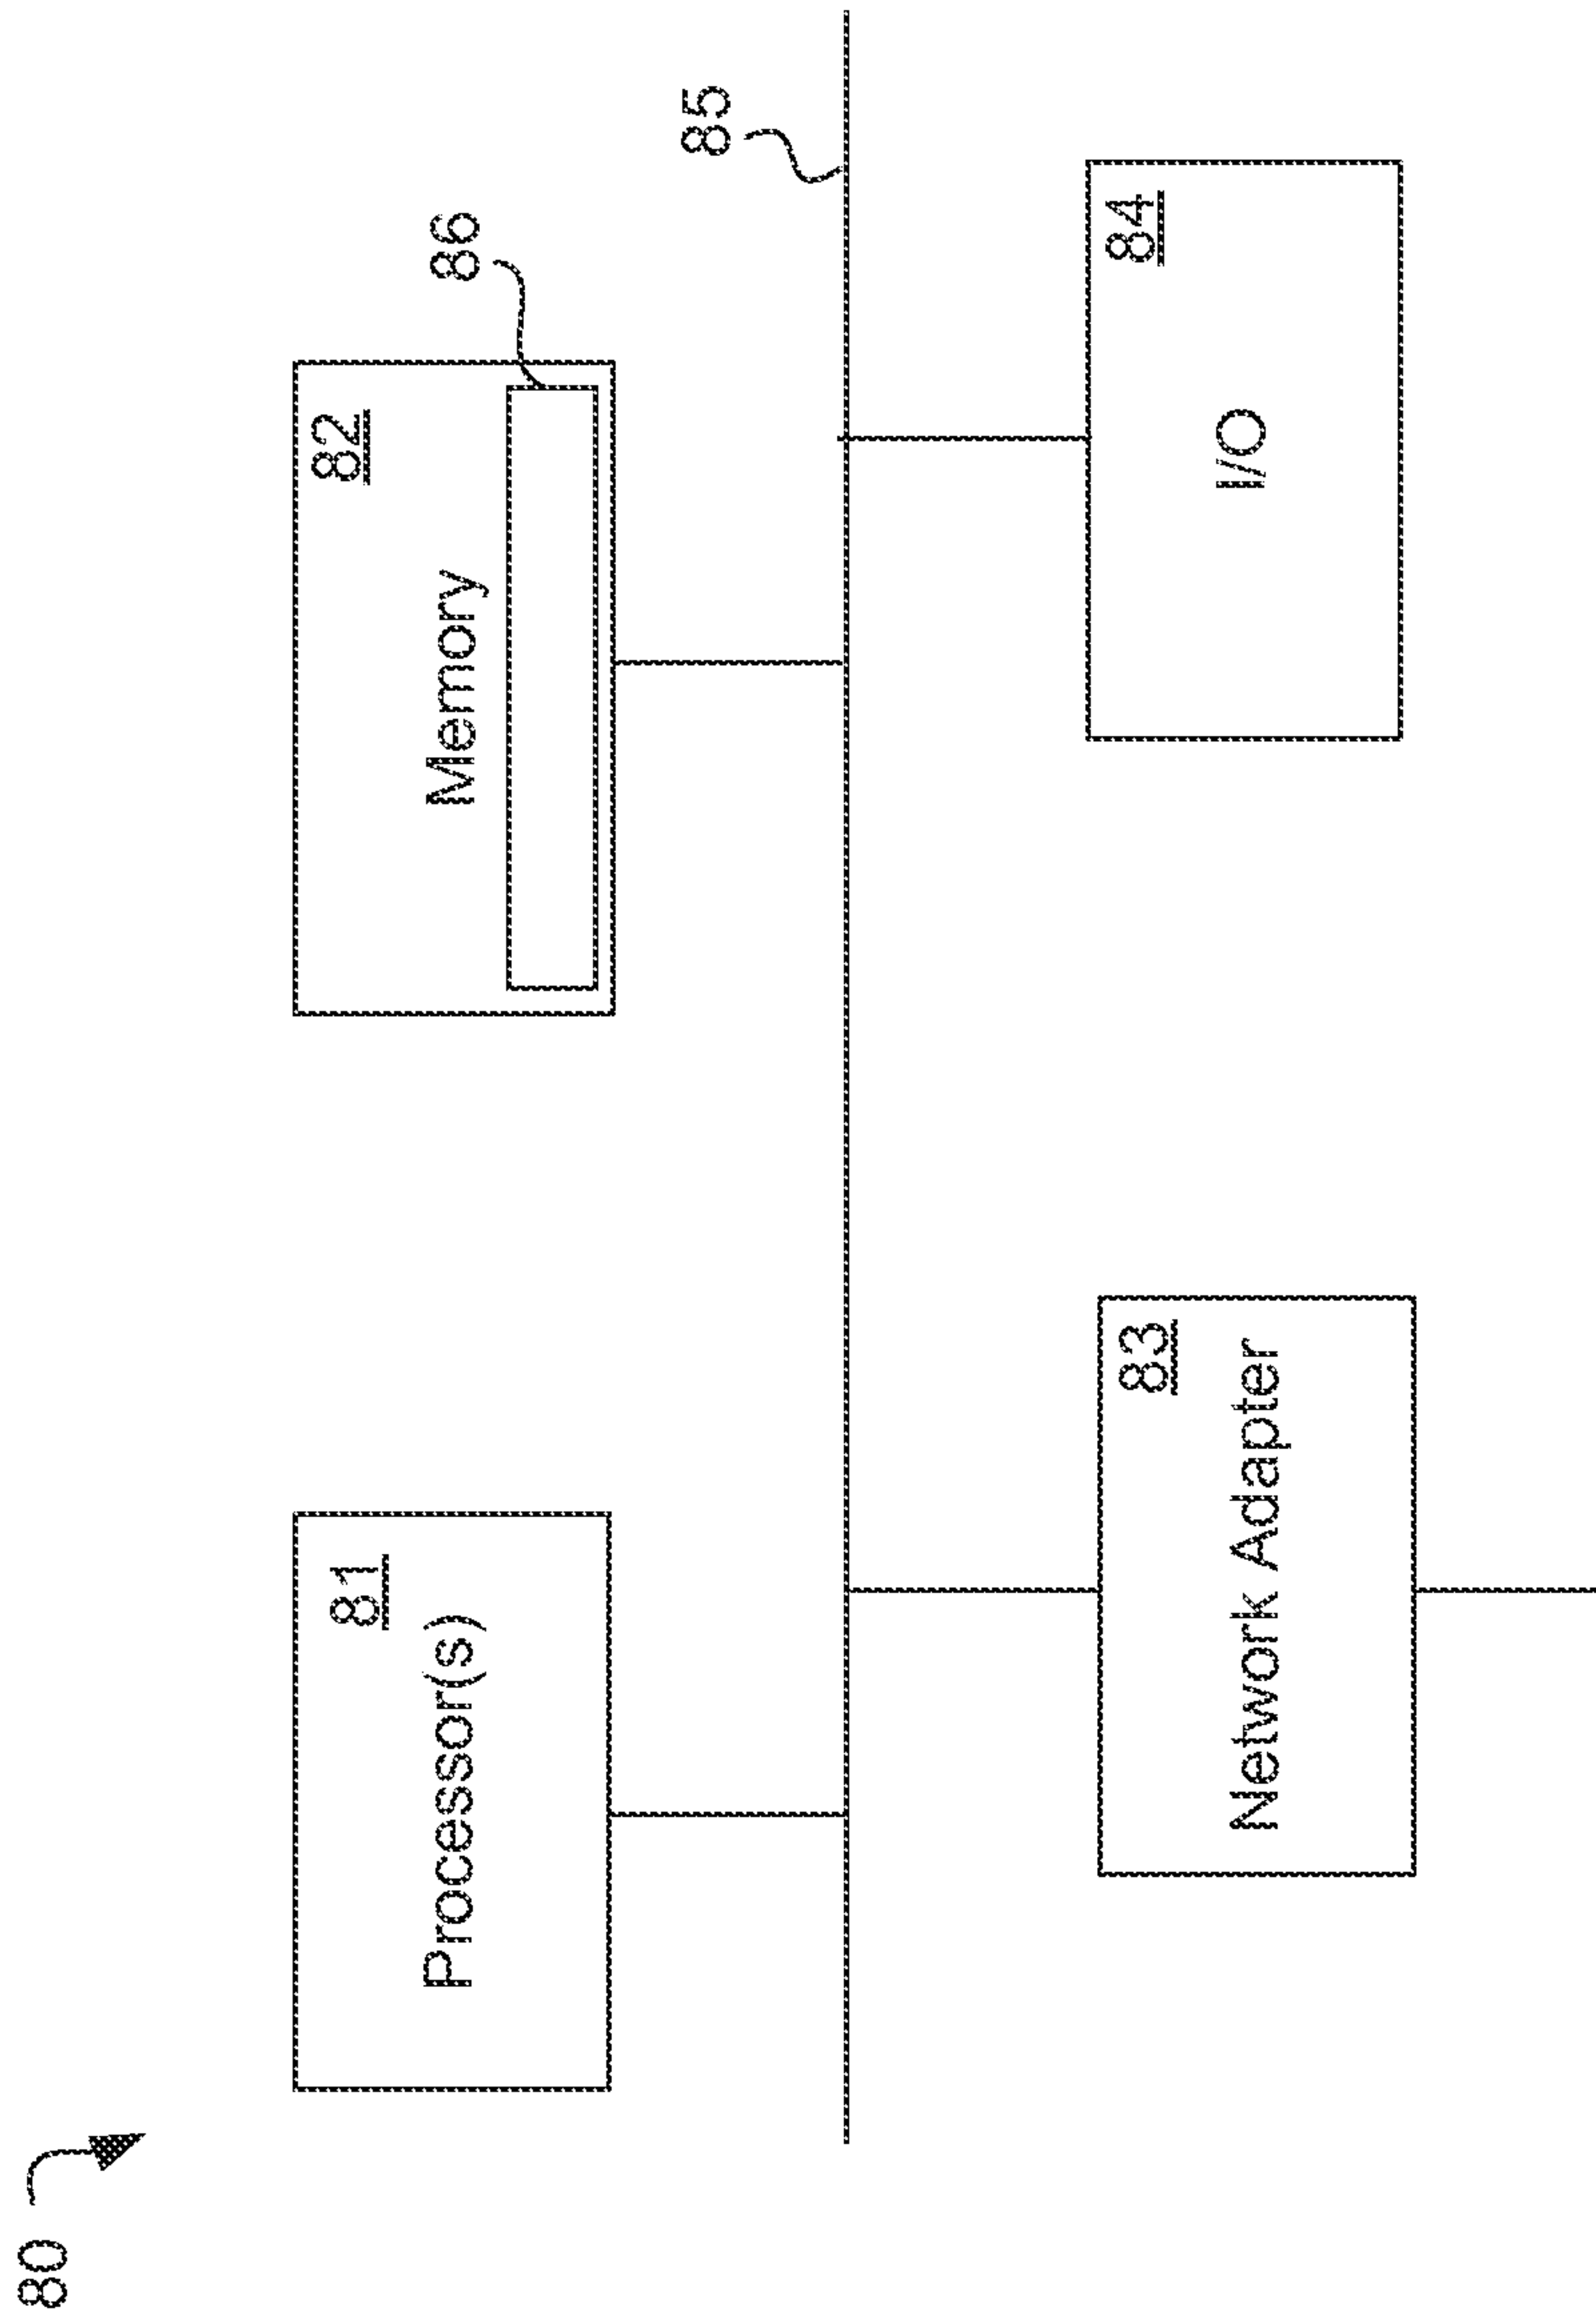 80
81
Processor(s)
82
Memory
86
85
83
Network Adapter
84
I/O